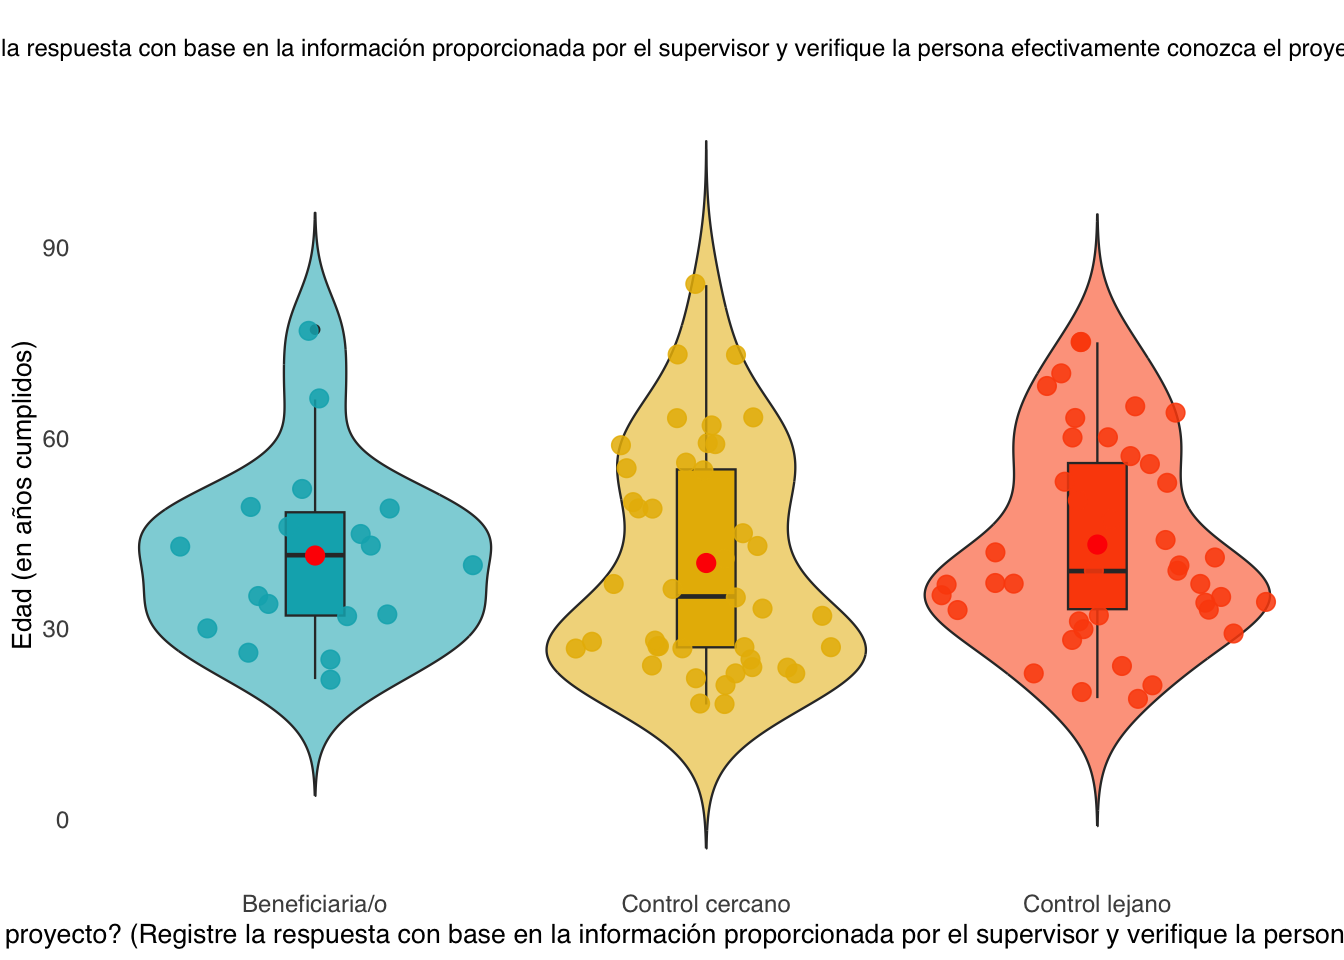 la respuesta con base en la información proporcionada por el supervisor y verifique la persona efectivamente conozca el proye
Edad (en años cumplidos)
90
60
30
0
Beneficiaria/o
Control cercano
Control lejano
proyecto? (Registre la respuesta con base en la información proporcionada por el supervisor y verifique la person